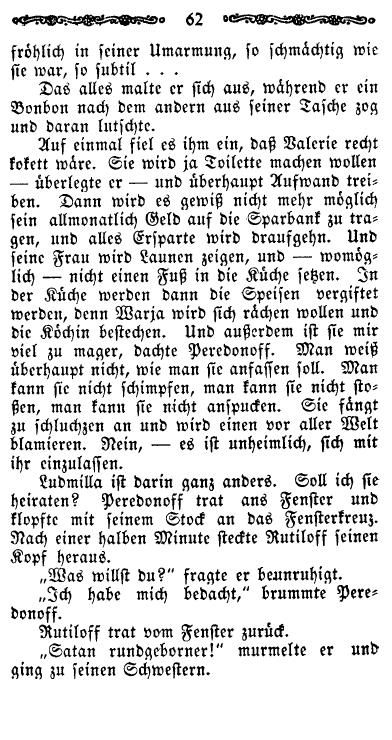 62
fröhlich in seiner Umarmung, so schmächtig wie
sie war, so subtil . . .
Das alles malte er sich aus, während er ein
Bonbon nach dem andern aus seiner Tasche zog
und daran lutschte.
Auf einmal fiel es ihm ein, daß Valerie recht
kokett wäre. Sie wird ja Toilette machen wollen
— überlegte er — und überhaupt Aufwand trei-
ben. Dann wird es gewiß nicht mehr möglich
sein allmonatlich Geld auf die Sparbank zu tra-
gen, und alles Ersparte wird draufgehn. Und
seine Frau wird Launen zeigen, und — womög-
lich — nicht einen Fuß in die Küche setzen. In
der Küche werden dann die Speisen vergiftet
werden, denn Warja wird sich rächen wollen und
die Köchin bestechen. Und außerdem ist sie mir
viel zu mager, dachte Peredonoff. Man weiß
überhaupt nicht, wie man sie anfassen soll. Man
kann sie nicht schimpfen, man kann sie nicht sto-
ßen, man kann sie nicht anspucken. Sie fängt
zu schluchzen an und wird einen vor aller Welt
blamieren. Nein, — es ist unheimlich, sich mit
ihr einzulassen.
Ludmilla ist darin ganz anders. Soll ich sie
heiraten? Peredonoff trat ans Fenster und
klopfte mit seinem Stock an das Fensterkreuz.
Nach einer halben Minute steckte Rutiloff seinen
Kopf heraus.
„Was willst du?“ fragte er beunruhigt.
„Ich habe mich bedacht,“ brummte Pere-
donoff.
Rutiloff trat vom Fenster zurück.
„Satan rundgeborner!“ murmelte er und
ging zu seinen Schwestern.